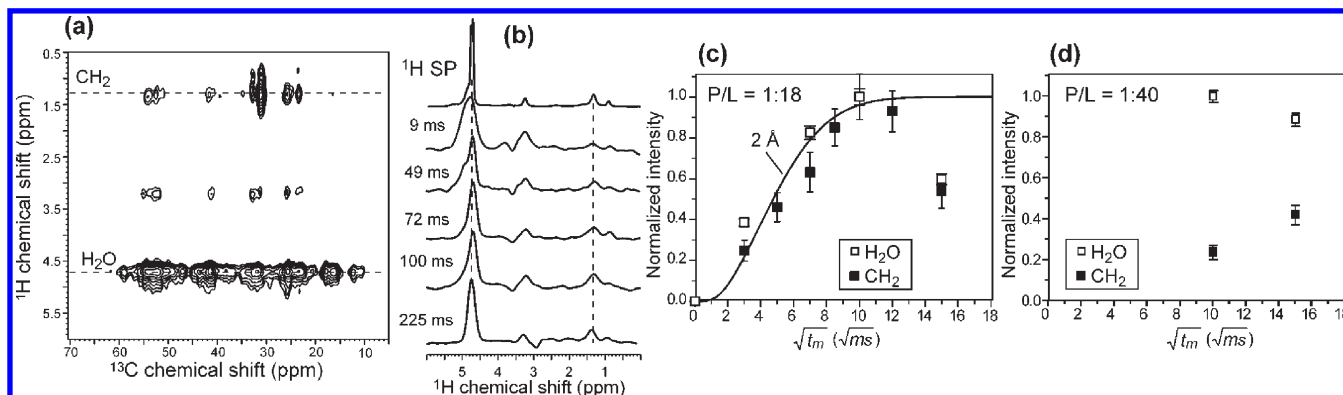 (a)
0.5
CH2
1.5
2.5
3.5
H2O
4.5
5.5
70 60 50 40 30 20 10
1H chemical shift (ppm)
13C chemical shift (ppm)
(b)
1H SP
9 ms
49 ms
72 ms
100 ms
225 ms
5 4 3 2 1
1H chemical shift (ppm)
(c)
P/L = 1:18
2 Å
1.0
0.8
0.6
0.4
0.2
0.0
Normalized intensity
H2O
CH2
0 2 4 6 8 10 12 14 16 18
√tm (√ms)
(d)
P/L = 1:40
1.0
0.8
0.6
0.4
0.2
0.0
Normalized intensity
H2O
CH2
0 2 4 6 8 10 12 14 16 18
√tm (√ms)